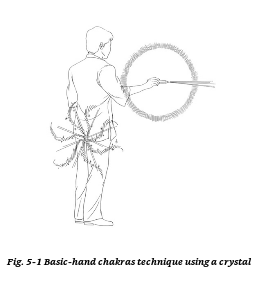 Fig. 5-1 Basic-hand chakras technique using a crystal